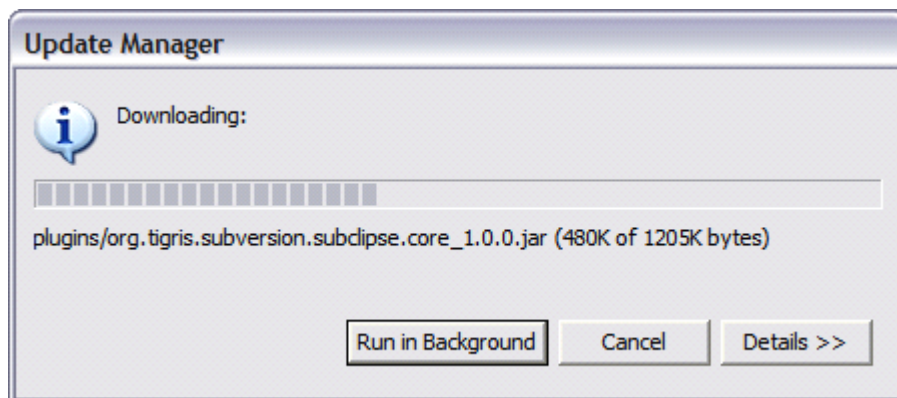 Update Manager
Downloading:
plugins/org.tigris.subversion.subclipse.core_1.0.0.jar (480K of 1205K bytes)
Run in Background Cancel Details >>